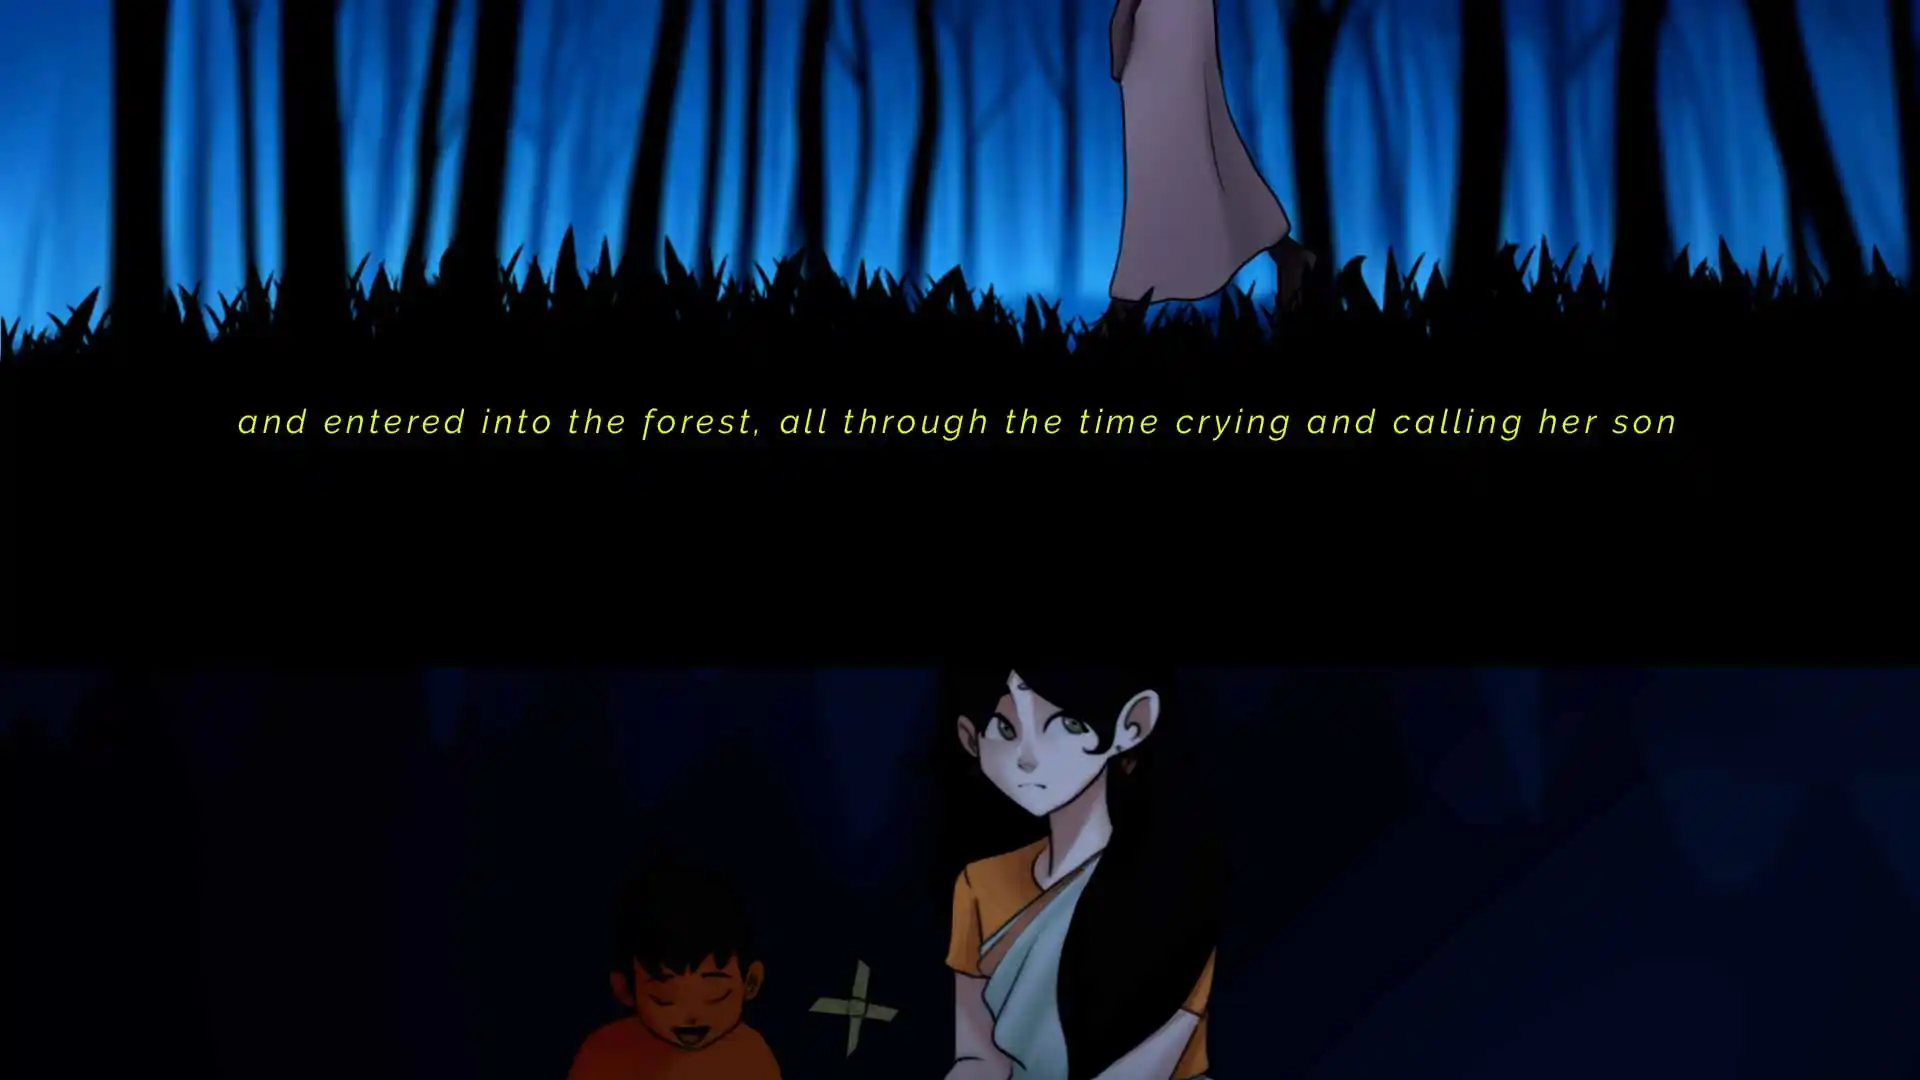 and entered into the forest, all through the time crying and calling her son